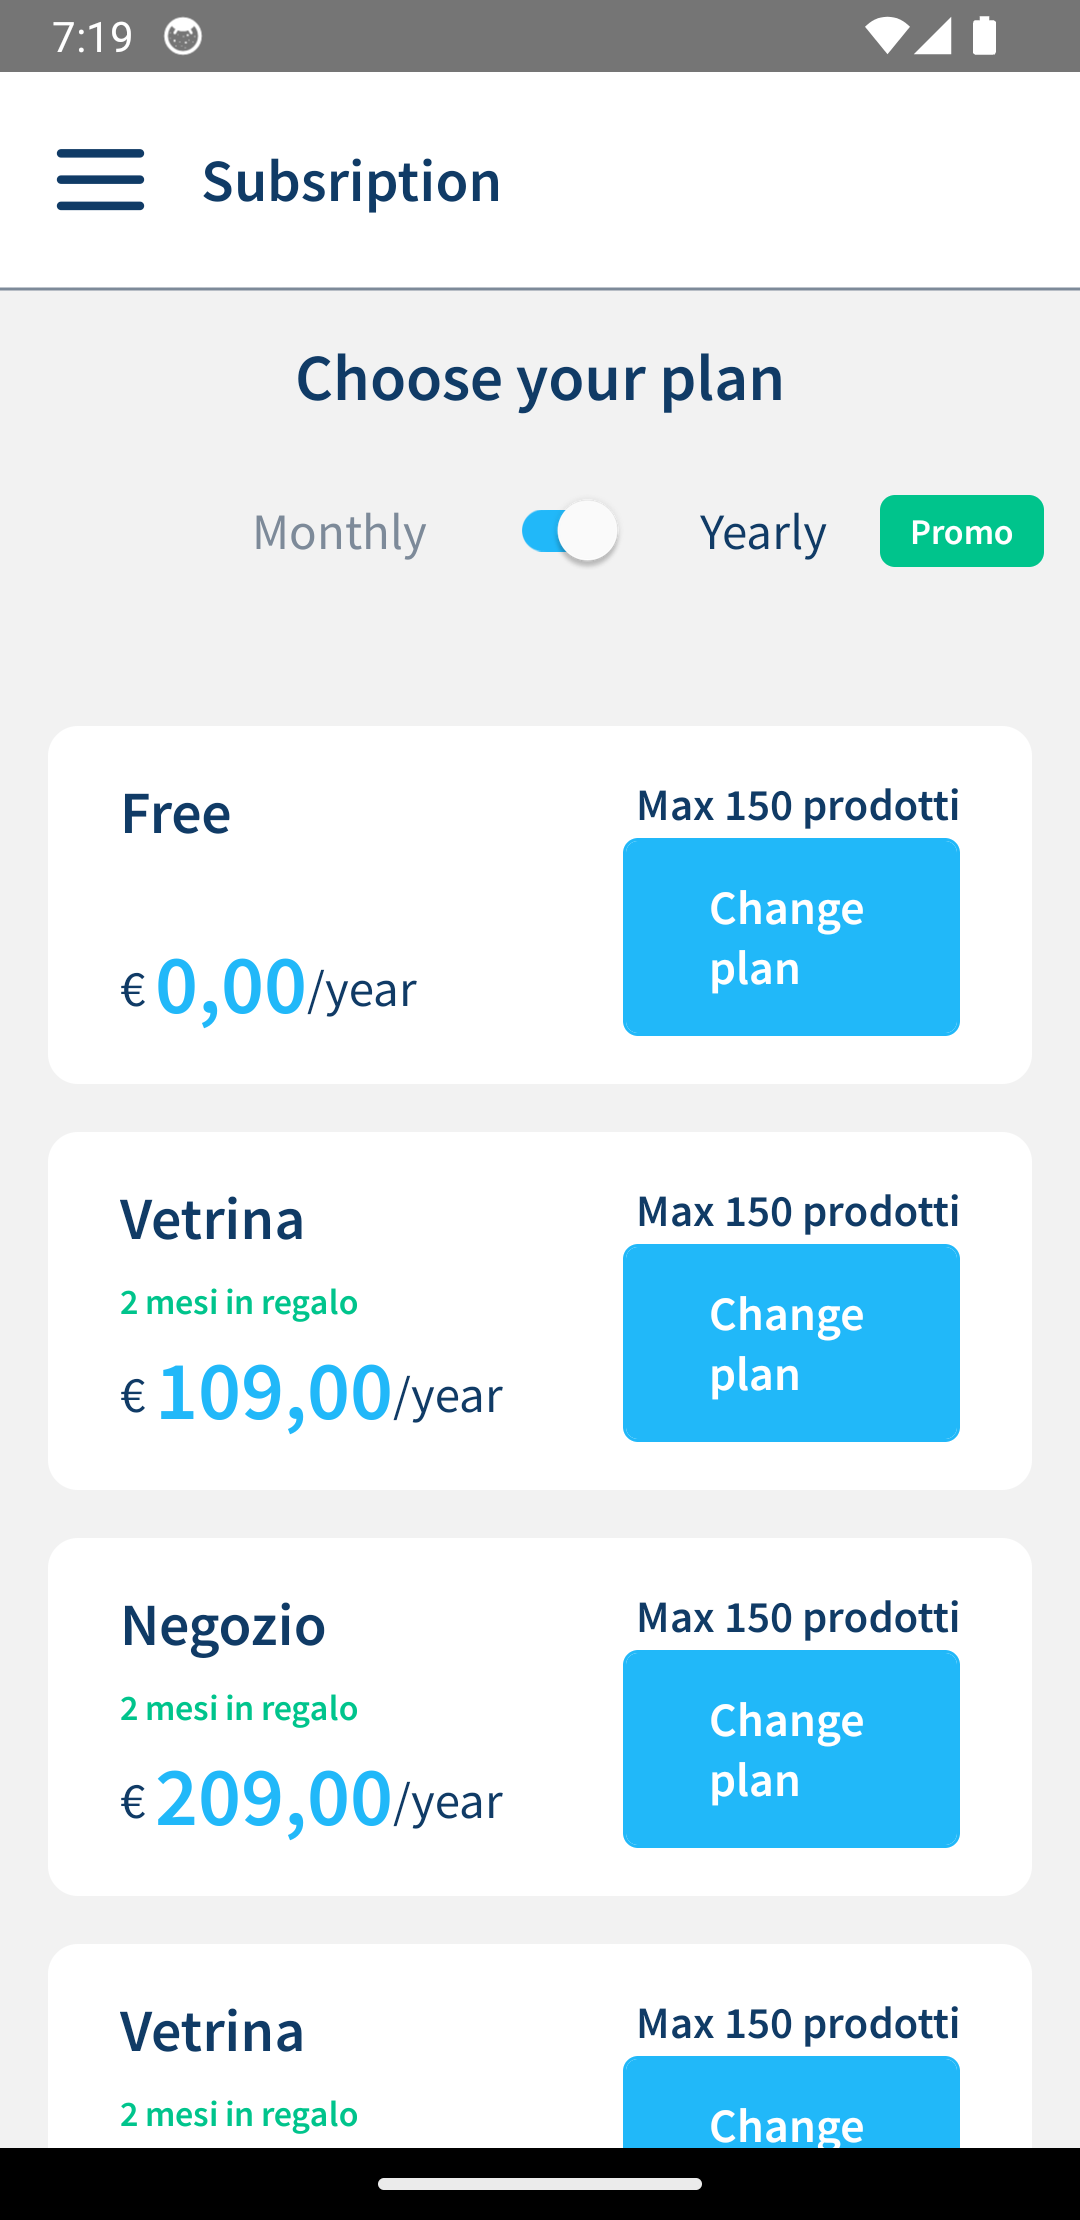 7:19
Subsription
Choose your plan
Monthly
Yearly
Promo
Free
Max 150 prodotti
€ 0,00/year
Change
plan
Vetrina
Max 150 prodotti
2 mesi in regalo
€ 109,00/year
Change
plan
Negozio
Max 150 prodotti
2 mesi in regalo
€ 209,00/year
Change
plan
Vetrina
Max 150 prodotti
2 mesi in regalo
Change